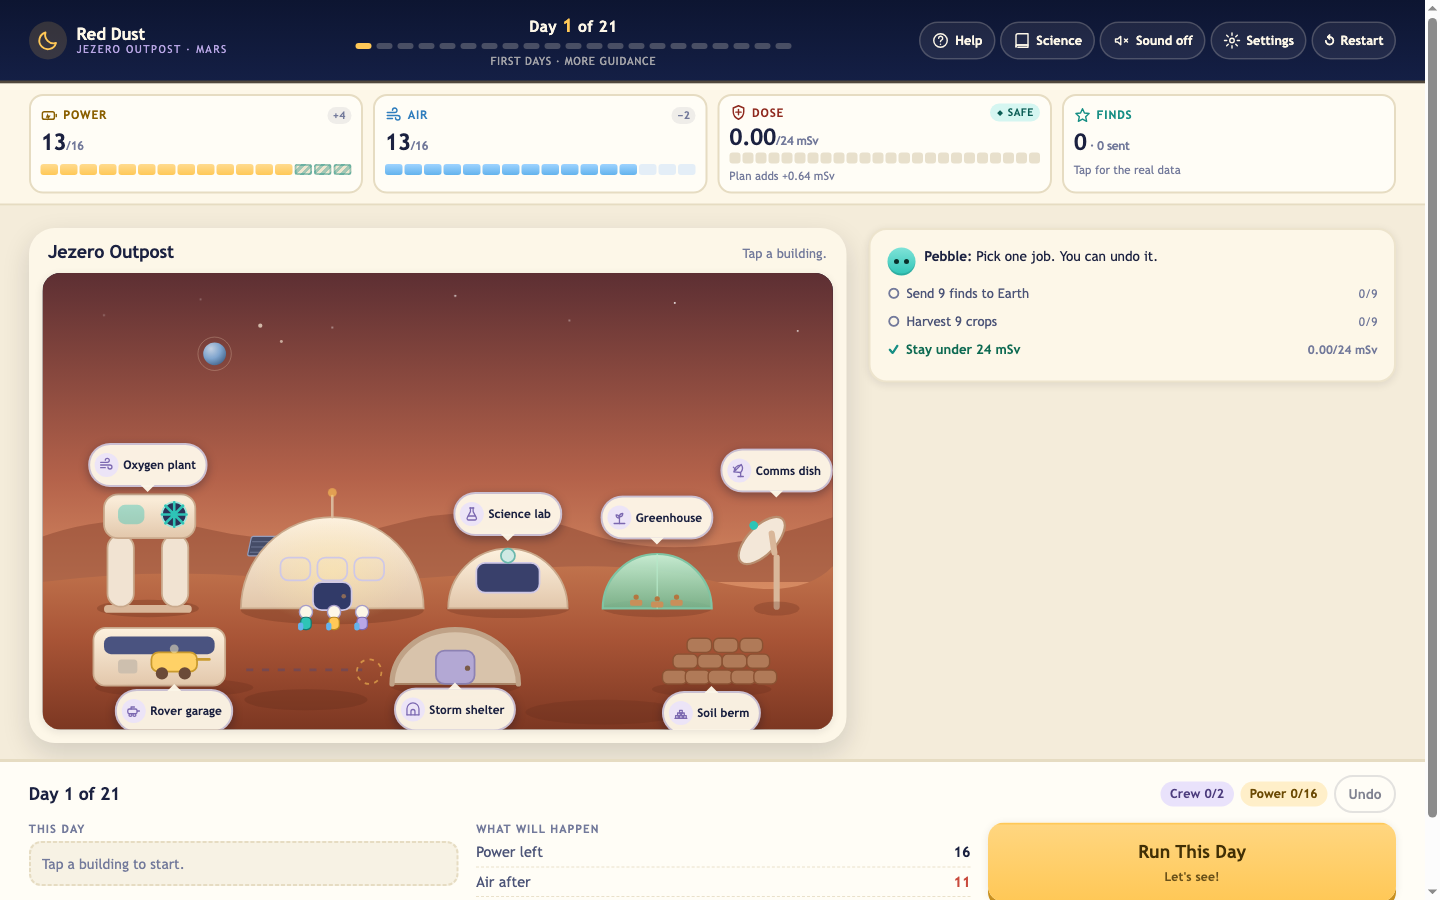 Red Dust
JEZERO OUTPOST · MARS
Day 1 of 21
FIRST DAYS · MORE GUIDANCE
Help
Science
Sound off
Settings
Restart
POWER
+4
13/16
AIR
−2
13/16
DOSE
SAFE
0.00/24 mSv
Plan adds +0.64 mSv
FINDS
0 · 0 sent
Tap for the real data
Jezero Outpost
Tap a building.
Oxygen plant
Comms dish
Science lab
Greenhouse
Rover garage
Storm shelter
Soil berm
Pebble: Pick one job. You can undo it.
Send 9 finds to Earth 0/9
Harvest 9 crops 0/9
Stay under 24 mSv 0.00/24 mSv
Day 1 of 21
Crew 0/2
Power 0/16
Undo
THIS DAY
Tap a building to start.
WHAT WILL HAPPEN
Power left 16
Air after 11
Run This Day
Let's see!